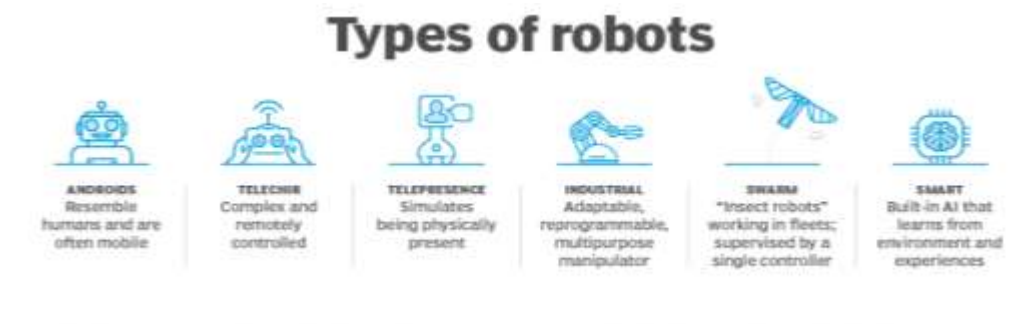 Types of robots
ANDROIDS
Resemble
humans and are
often mobile
TELECHIR
Complex and
remotely
controlled
TELEPRESENCE
Simulates
being physically
present
INDUSTRIAL
Adaptable,
reprogrammable,
multipurpose
manipulator
SWARM
"Insect robots"
working in fleets;
supervised by a
single controller
SMART
Built-in AI that
learns from
environment and
experiences